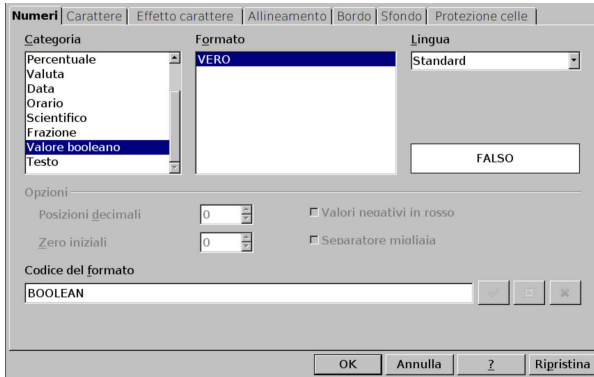 Numeri Carattere Effetto carattere Allineamento Bordo Sfondo Protezione celle
Categoria Formato Lingua
Percentuale VERO Standard
Valuta
Data
Orario
Scientifico
Frazione
Valore booleano
Testo FALSO
Opzioni
Posizioni decimali 0 Valori negativi in rosso
Zero iniziali 0 Separatore migliaia
Codice del formato
BOOLEAN
OK Annulla ? Ripristina